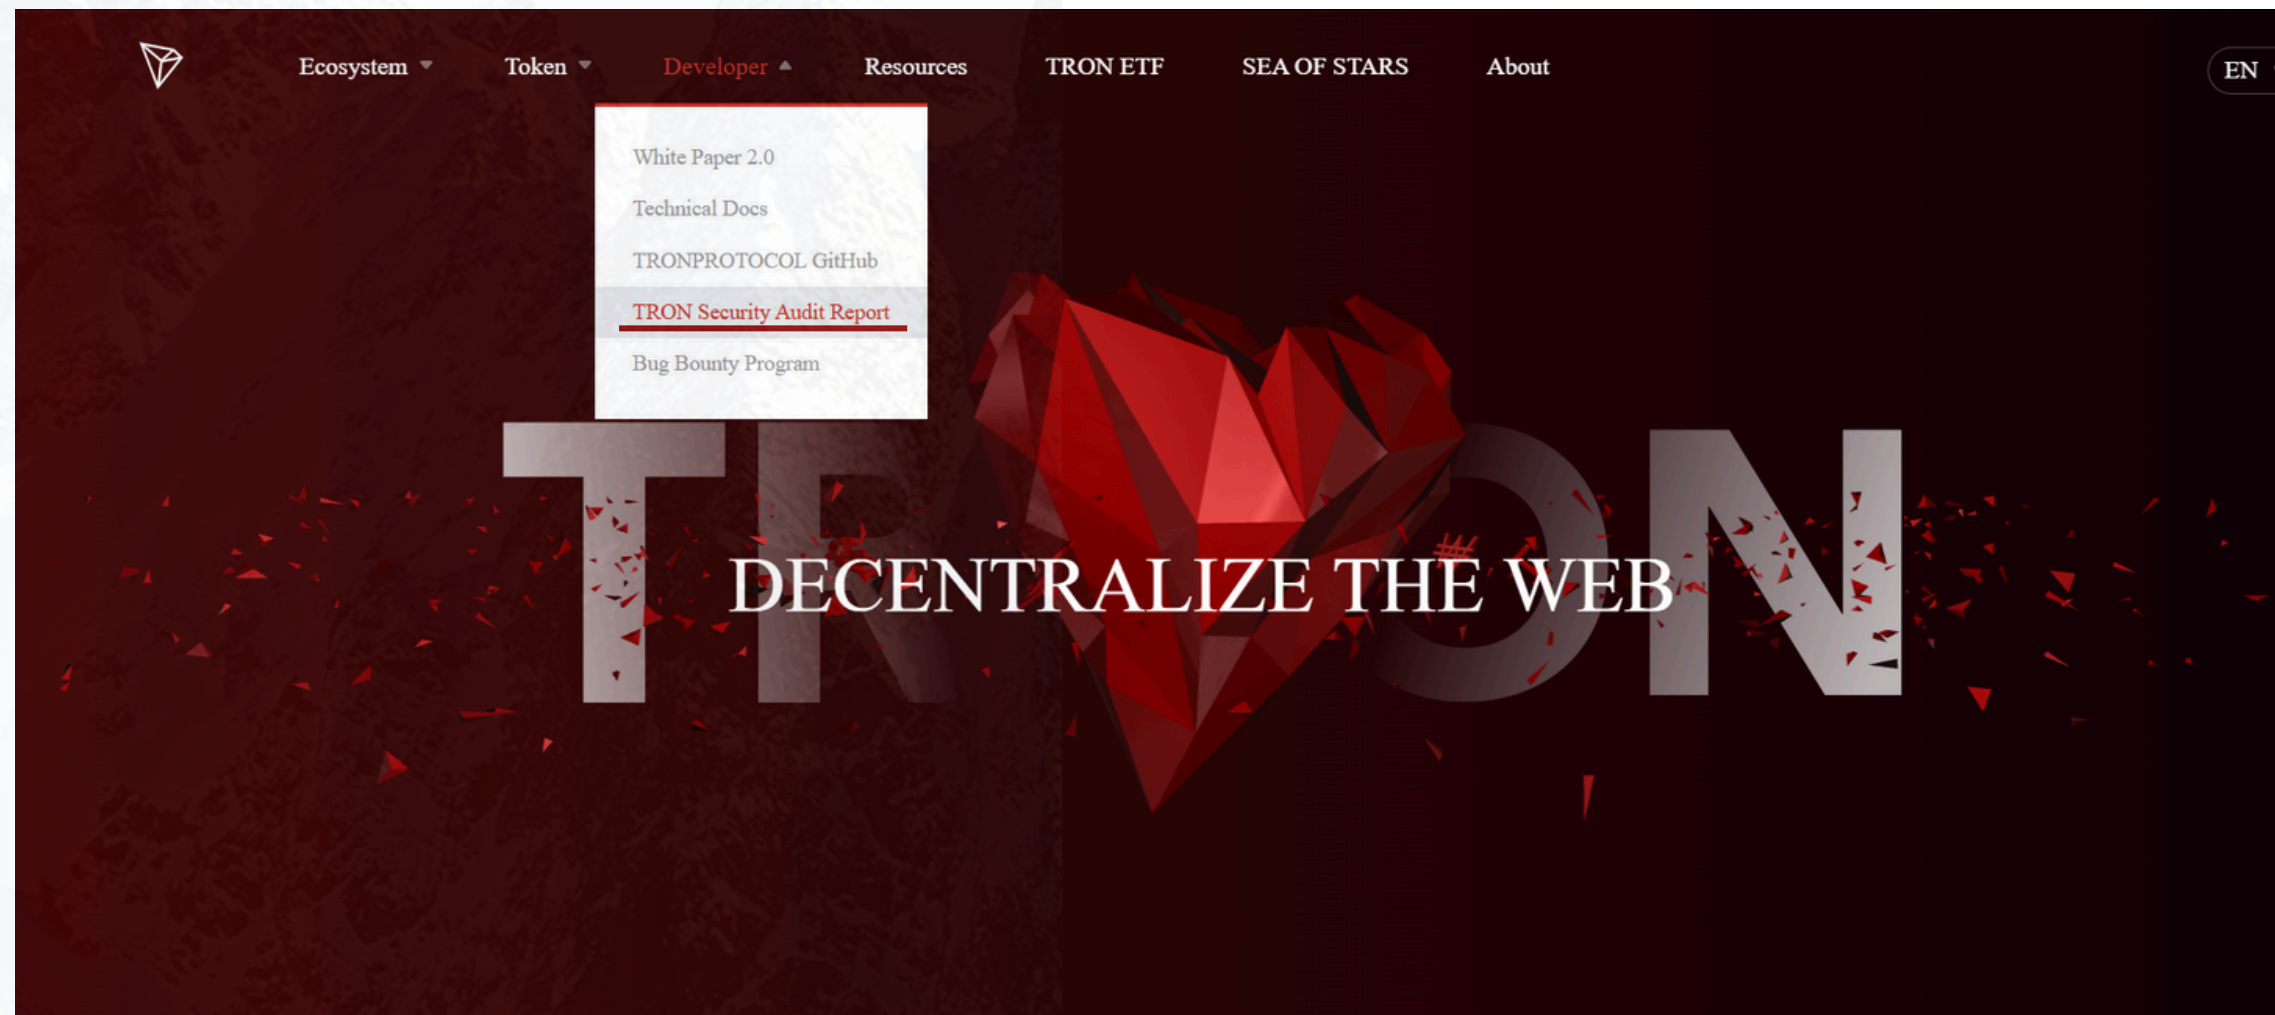 Ecosystem
Token
Developer
Resources
TRON ETF
SEA OF STARS
About
EN
White Paper 2.0
Technical Docs
TRONPROTOCOL GitHub
TRON Security Audit Report
Bug Bounty Program
TRON
DECENTRALIZE THE WEB